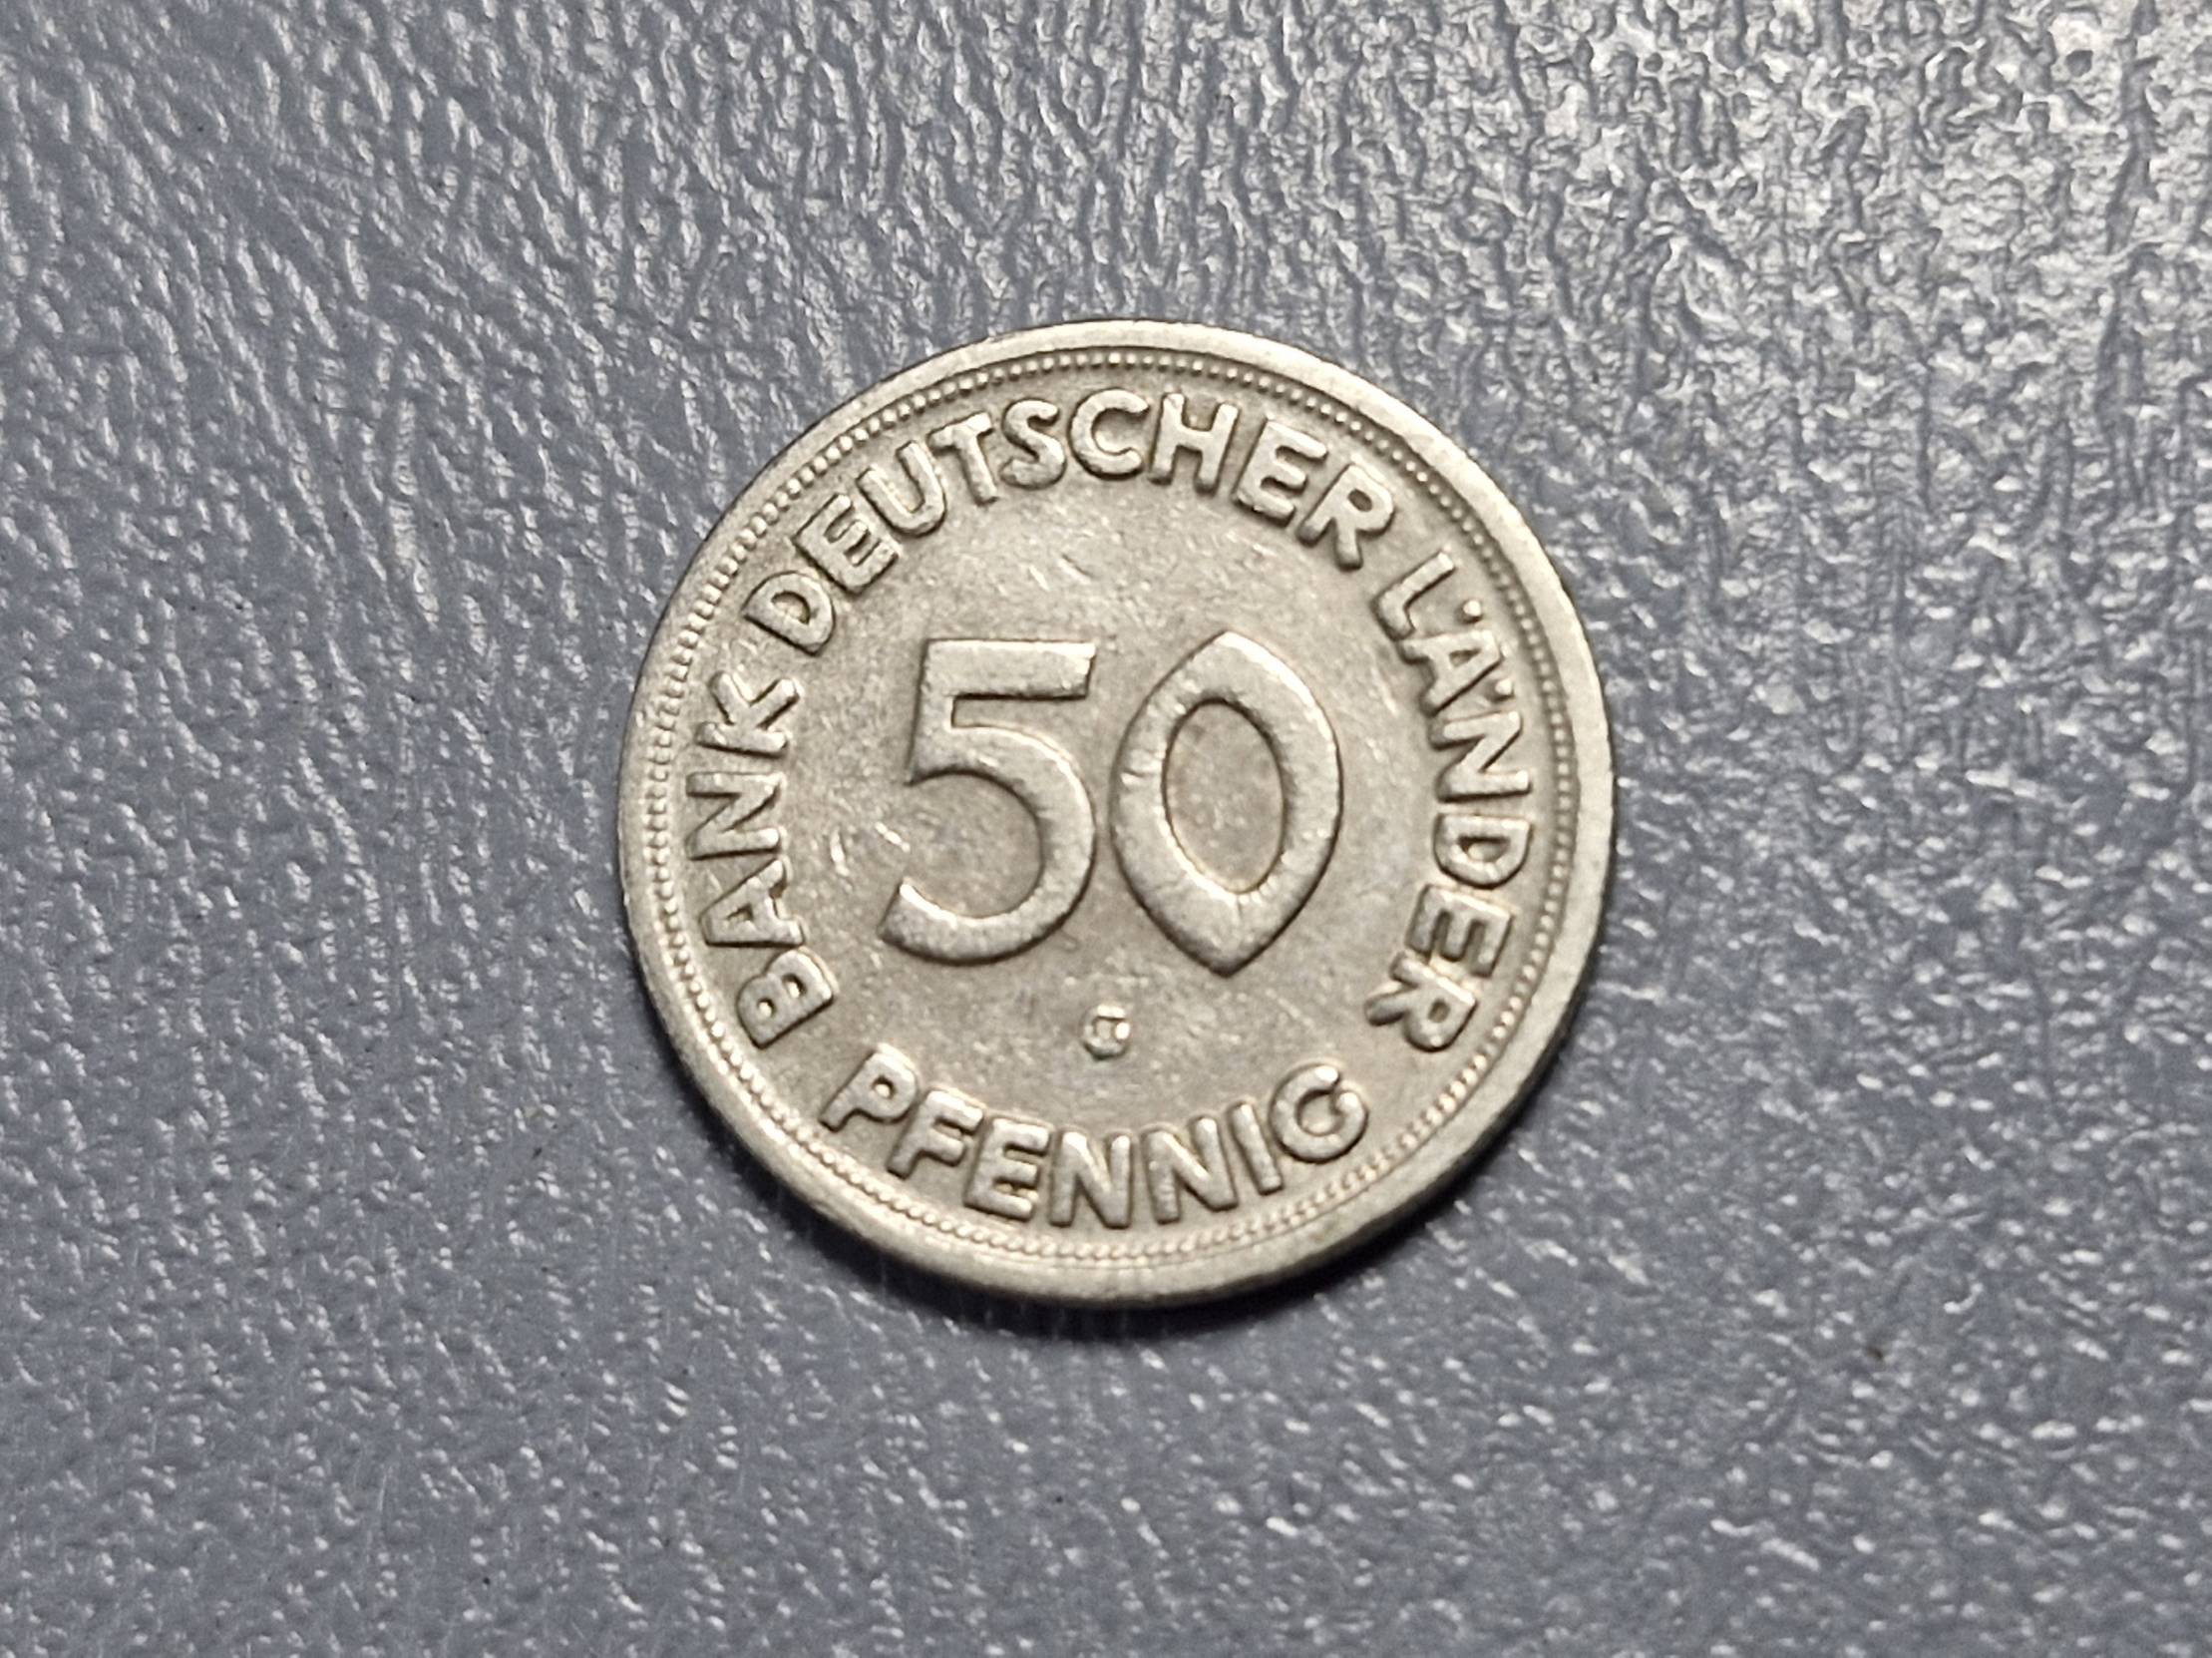 BANK DEUTSCHER LÄNDER
50
G
PFENNIG